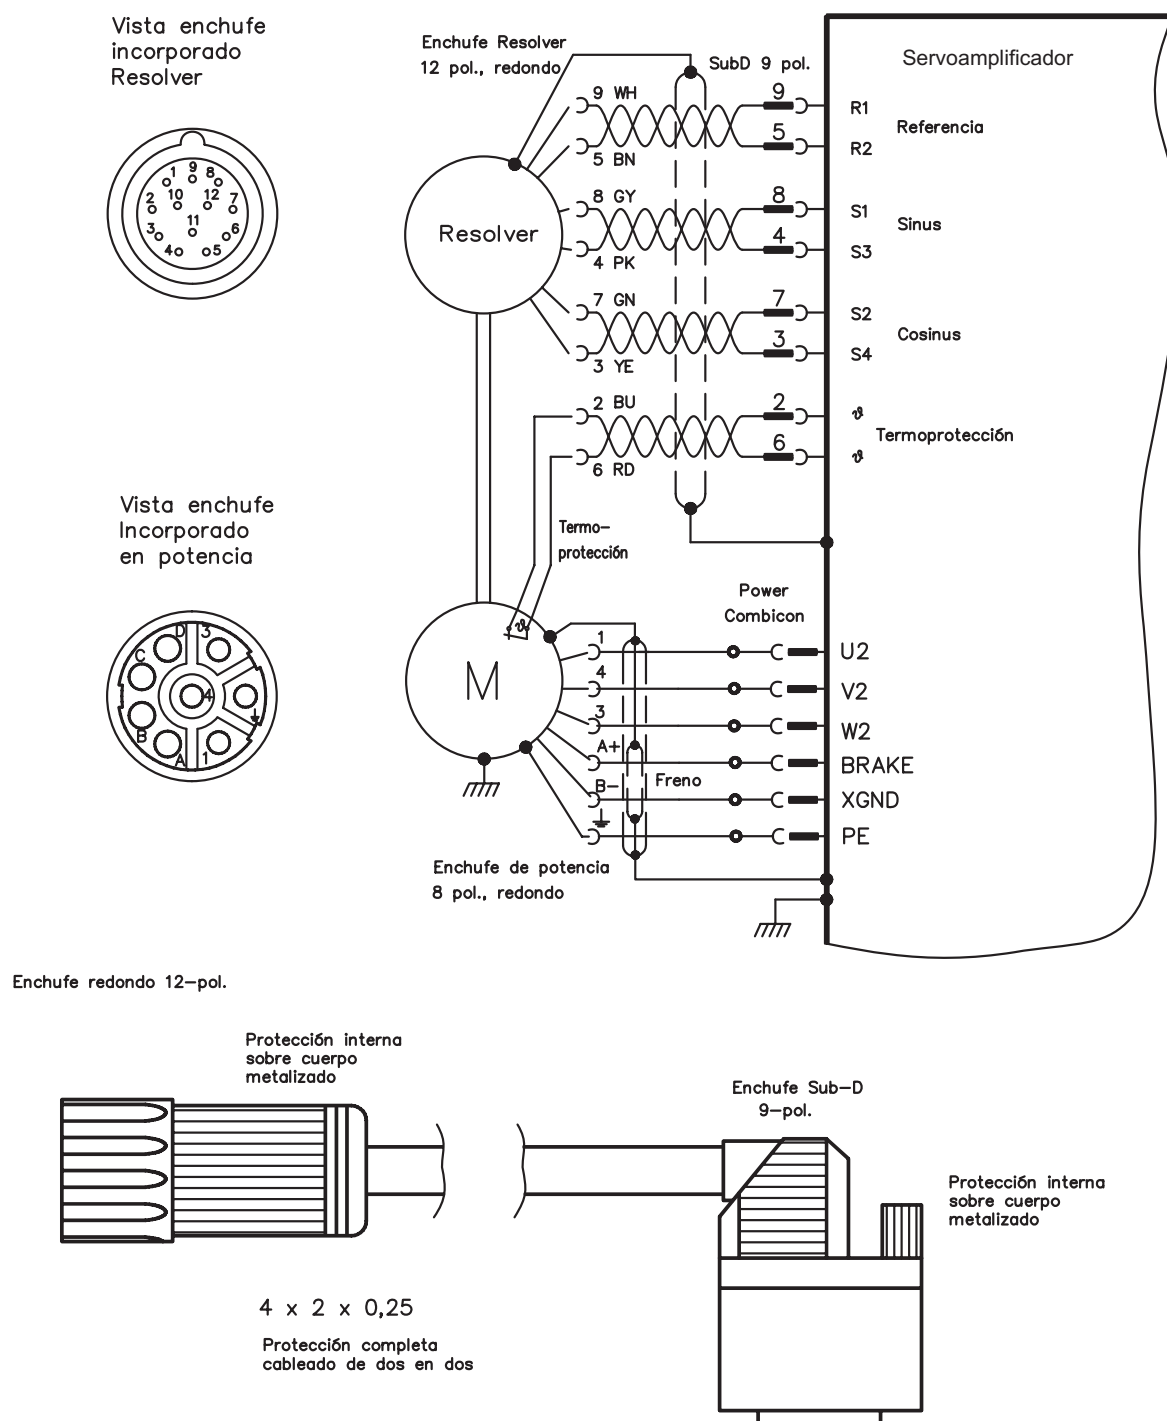 Vista enchufe
incorporado
Resolver
Enchufe Resolver
12 pol., redondo
SubD 9 pol.
Servoamplificador
9 WH
9
R1
Referencia
5
R2
5 BN
8 GY
8
S1
Sinus
4
S3
4 PK
7 GN
7
S2
Cosinus
3
S4
3 YE
2 BU
2
ϑ
Termoprotección
6
ϑ
6 RD
Resolver
1
9
8
2
10
12
7
11
3
6
4
5
Vista enchufe
Incorporado
en potencia
Termo-
protección
Power
Combicon
ϑ
M
D
3
C
4
B
A
1
1
U2
4
V2
3
W2
A+
BRAKE
Freno
B-
XGND
PE
Enchufe de potencia
8 pol., redondo
Enchufe redondo 12-pol.
Protección interna
sobre cuerpo
metalizado
Enchufe Sub-D
9-pol.
Protección interna
sobre cuerpo
metalizado
4 x 2 x 0,25
Protección completa
cableado de dos en dos